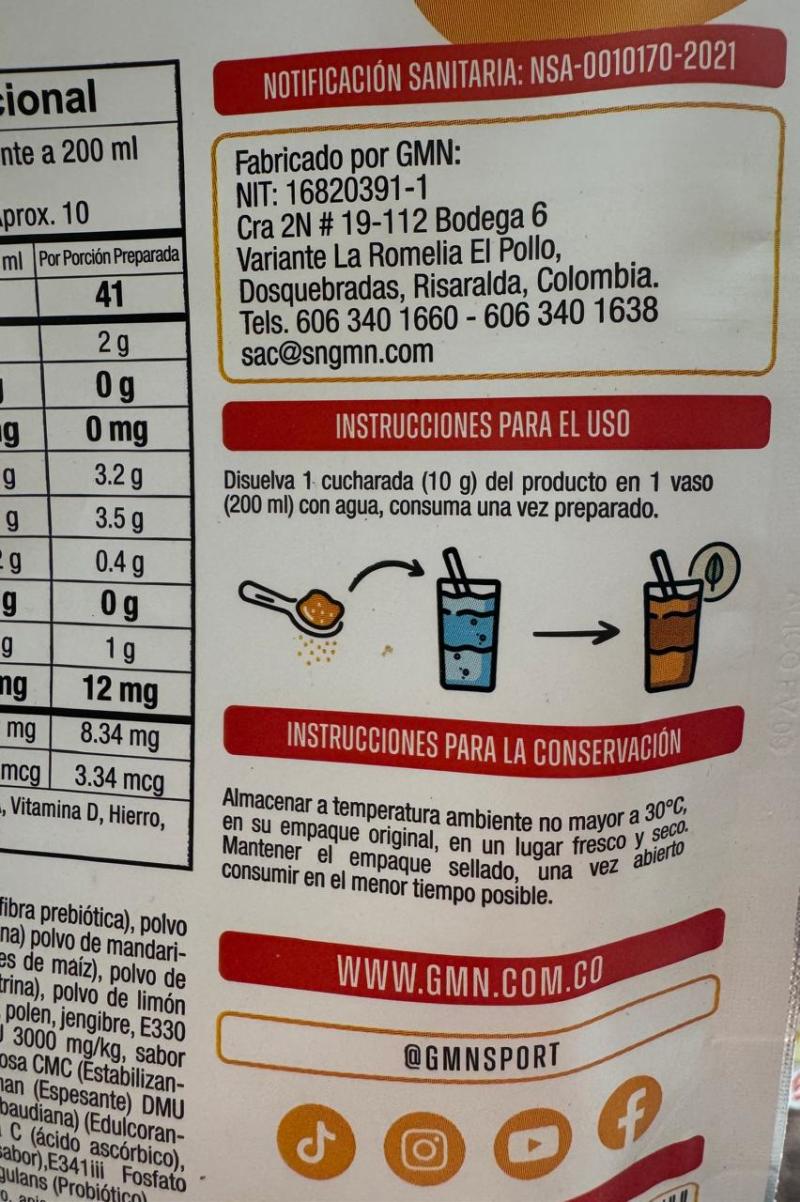 cional
nte a 200 ml
prox. 10
ml Por Porción Preparada
41
2 g
0 g
g 0 mg
g 3.2 g
g 3.5 g
g 0.4 g
g 0 g
g 1 g
mg 12 mg
mg 8.34 mg
mcg 3.34 mcg
, Vitamina D, Hierro,
fibra prebiótica), polvo
na) polvo de mandari-
es de maíz), polvo de
trina), polvo de limón
polen, jengibre, E330
3000 mg/kg, sabor
osa CMC (Estabilizan-
an (Espesante) DMU
baudiana) (Edulcoran-
C (ácido ascórbico),
sabor),E341iii Fosfato
gulans (Probiótico)
NOTIFICACIÓN SANITARIA: NSA-0010170-2021
Fabricado por GMN:
NIT: 16820391-1
Cra 2N # 19-112 Bodega 6
Variante La Romelia El Pollo,
Dosquebradas, Risaralda, Colombia.
Tels. 606 340 1660 - 606 340 1638
sac@sngmn.com
INSTRUCCIONES PARA EL USO
Disuelva 1 cucharada (10 g) del producto en 1 vaso
(200 ml) con agua, consuma una vez preparado.
INSTRUCCIONES PARA LA CONSERVACIÓN
Almacenar a temperatura ambiente no mayor a 30°C,
en su empaque original, en un lugar fresco y seco.
Mantener el empaque sellado, una vez abierto
consumir en el menor tiempo posible.
WWW.GMN.COM.CO
@GMNSPORT